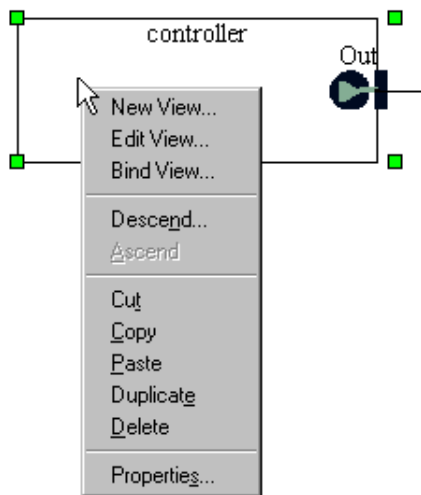 controller
Out
New View...
Edit View...
Bind View...
Descend...
Ascend
Cut
Copy
Paste
Duplicate
Delete
Properties...